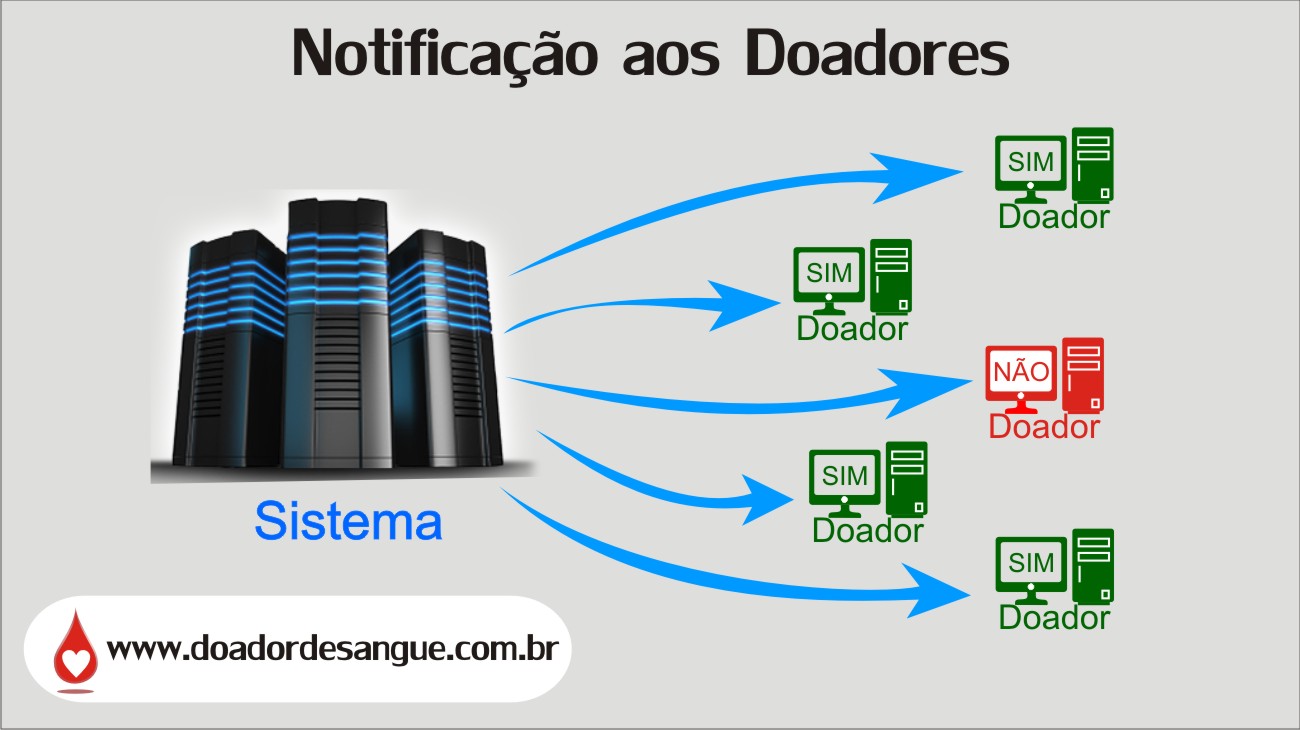 Notificação aos Doadores
SIM
Doador
SIM
Doador
NÃO
Doador
SIM
Doador
SIM
Doador
Sistema
www.doadordesangue.com.br